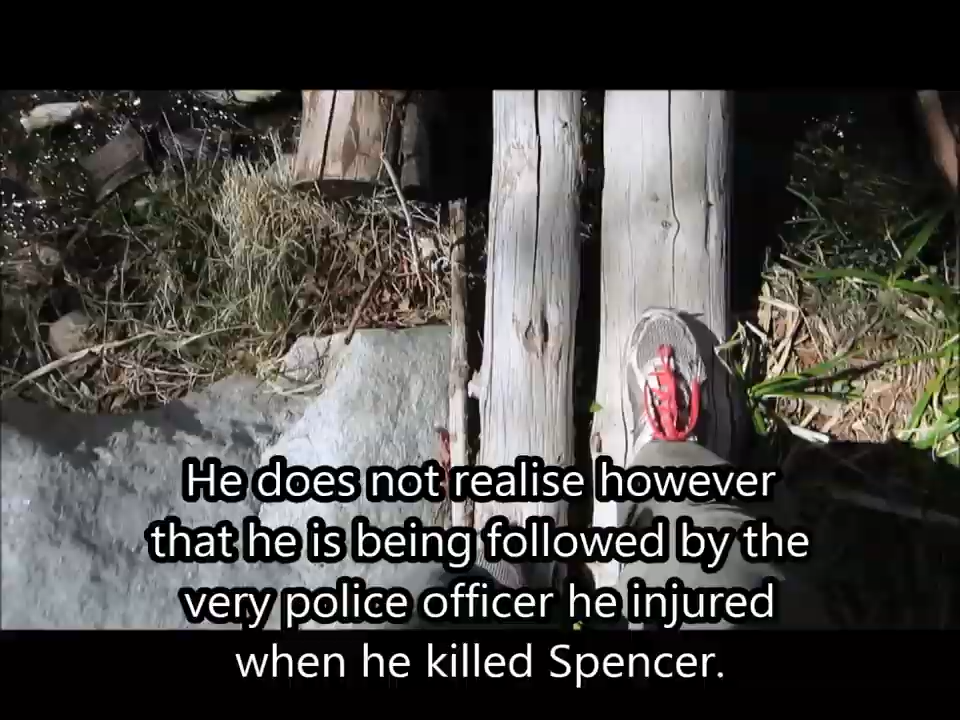 He does not realise however
that he is being followed by the
very police officer he injured
when he killed Spencer.